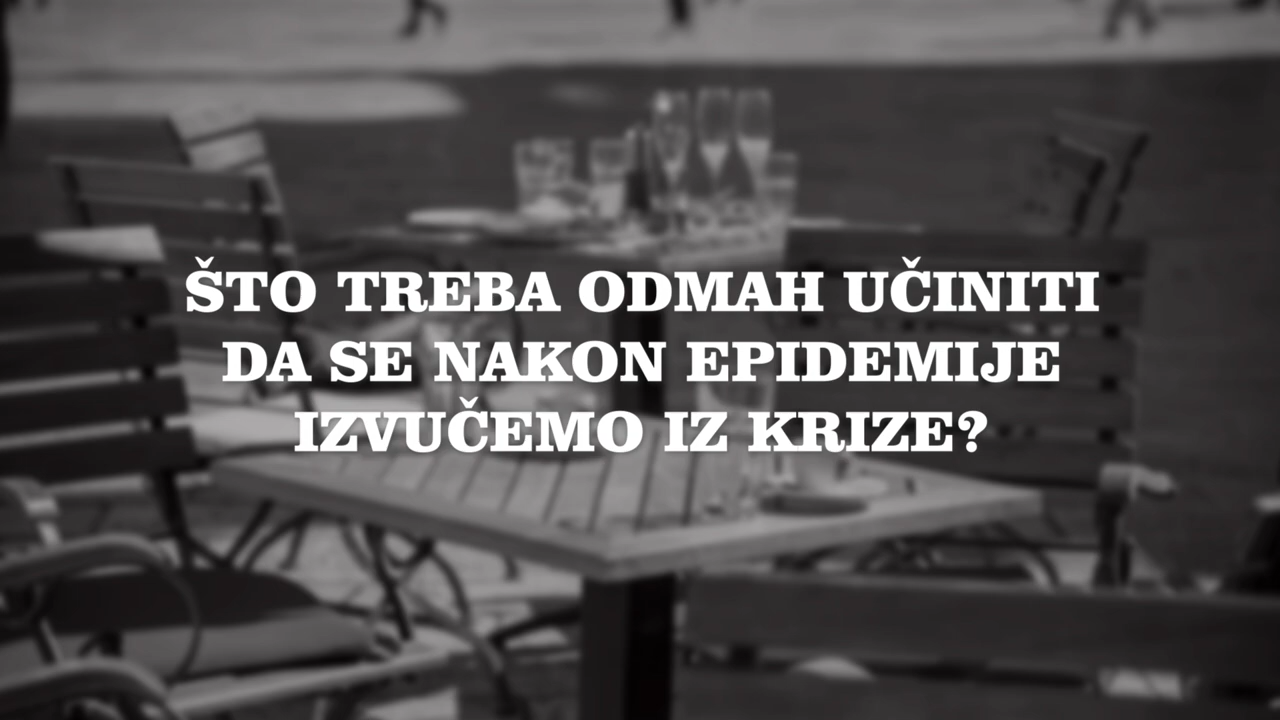 ŠTO TREBA ODMAH UČINITI
DA SE NAKON EPIDEMIJE
IZVUČEMO IZ KRIZE?